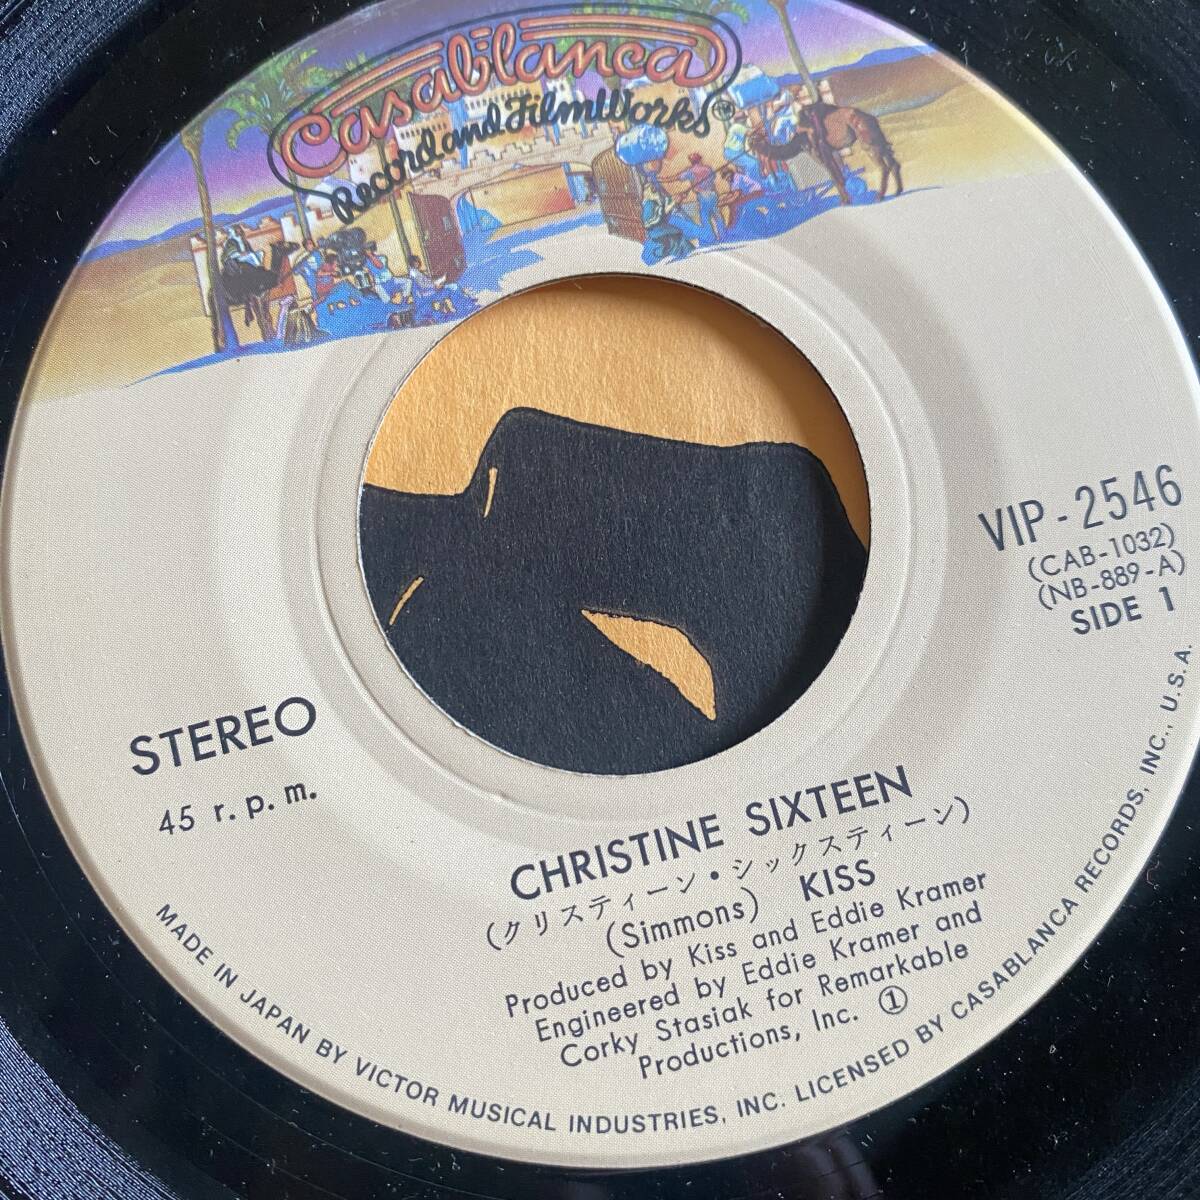 Casablanca
Record and FilmWorks®
VIP-2546
(CAB-1032)
(NB-889-A)
SIDE 1
STEREO
45 r.p.m.
CHRISTINE SIXTEEN
(クリスティーン・シックスティーン)
(Simmons) KISS
Produced by Kiss and Eddie Kramer
Engineered by Eddie Kramer and
Corky Stasiak for Remarkable
Productions, Inc. ①
MADE IN JAPAN BY VICTOR MUSICAL INDUSTRIES, INC. LICENSED BY CASABLANCA RECORDS, INC., U.S.A.